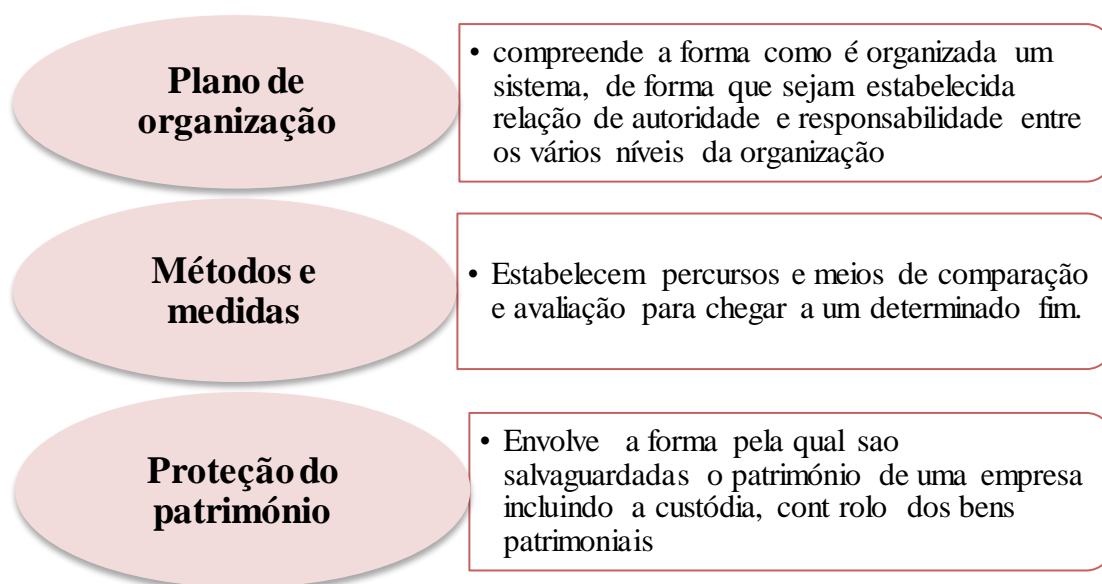 Plano de
organização
• compreende a forma como é organizada um
sistema, de forma que sejam estabelecida
relação de autoridade e responsabilidade entre
os vários níveis da organização
Métodos e
medidas
• Estabelecem percursos e meios de comparação
e avaliação para chegar a um determinado fim.
Proteção do
património
• Envolve a forma pela qual sao
salvaguardadas o património de uma empresa
incluindo a custódia, cont rolo dos bens
patrimoniais